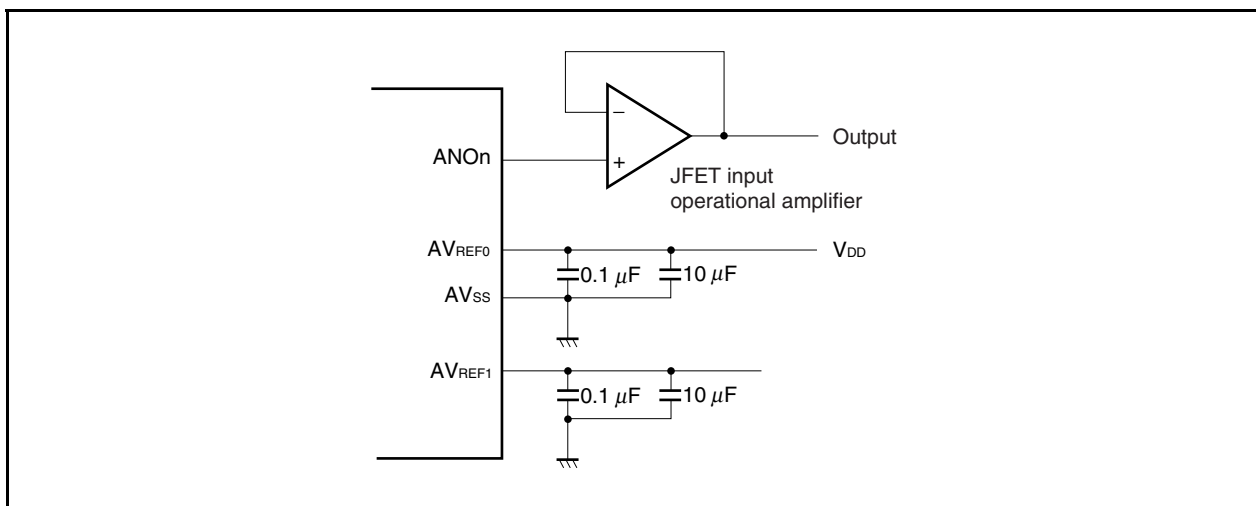 −
ANOn
+
Output
JFET input
operational amplifier
AVREF0
VDD
0.1 μF
10 μF
AVSS
AVREF1
0.1 μF
10 μF